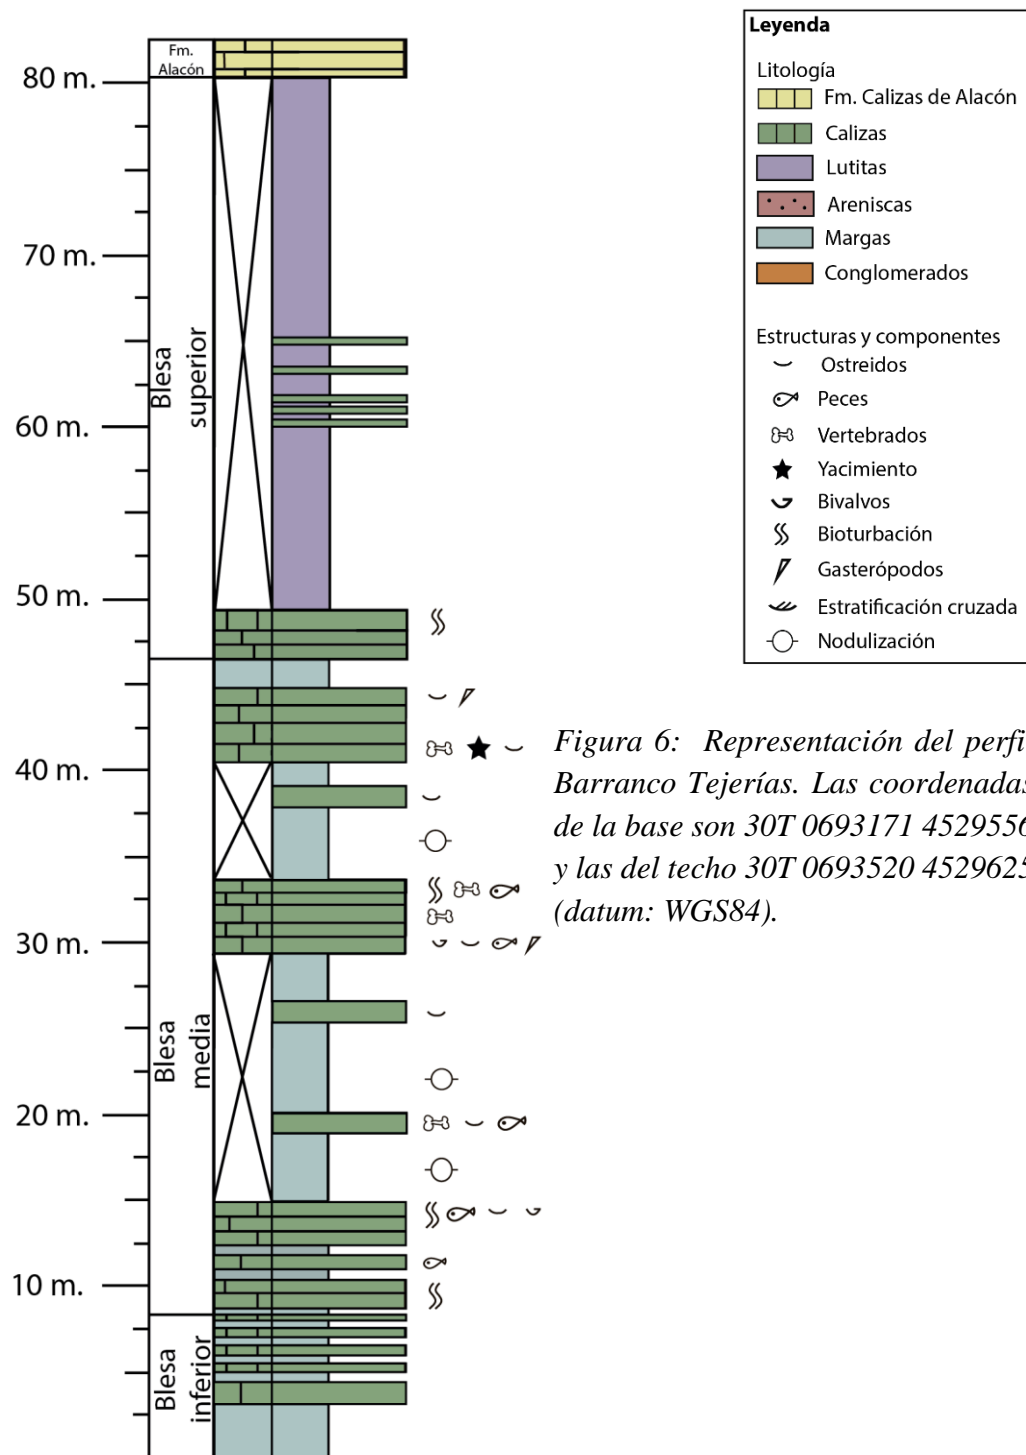 Fm.
Alacón
80 m.
70 m.
60 m.
50 m.
40 m.
30 m.
20 m.
10 m.
Blesa
superior
Blesa
media
Blesa
inferior
Leyenda
Litología
Fm. Calizas de Alacón
Calizas
Lutitas
Areniscas
Margas
Conglomerados
Estructuras y componentes
Ostreidos
Peces
Vertebrados
Yacimiento
Bivalvos
Bioturbación
Gasterópodos
Estratificación cruzada
Nodulización
Figura 6: Representación del perfi
Barranco Tejerías. Las coordenadas
de la base son 30T 0693171 4529556
y las del techo 30T 0693520 4529625
(datum: WGS84).